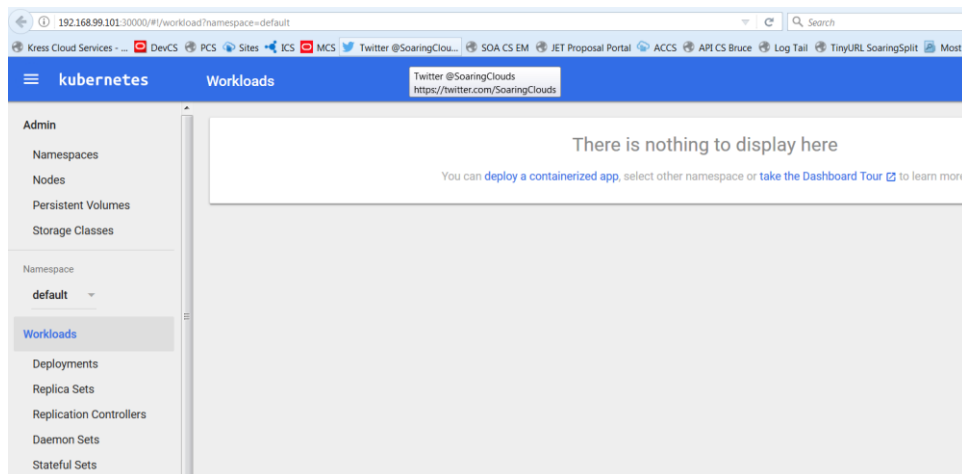 192.168.99.101:30000/#!/workload?namespace=default
Search
Kress Cloud Services - ... DevCS PCS Sites ICS MCS Twitter @SoaringClou... SOA CS EM JET Proposal Portal ACCS API CS Bruce Log Tail TinyURL SoaringSplit Most
kubernetes
Workloads
Twitter @SoaringClouds
https://twitter.com/SoaringClouds
Admin
Namespaces
Nodes
Persistent Volumes
Storage Classes
Namespace
default
Workloads
Deployments
Replica Sets
Replication Controllers
Daemon Sets
Stateful Sets
There is nothing to display here
You can deploy a containerized app, select other namespace or take the Dashboard Tour to learn more